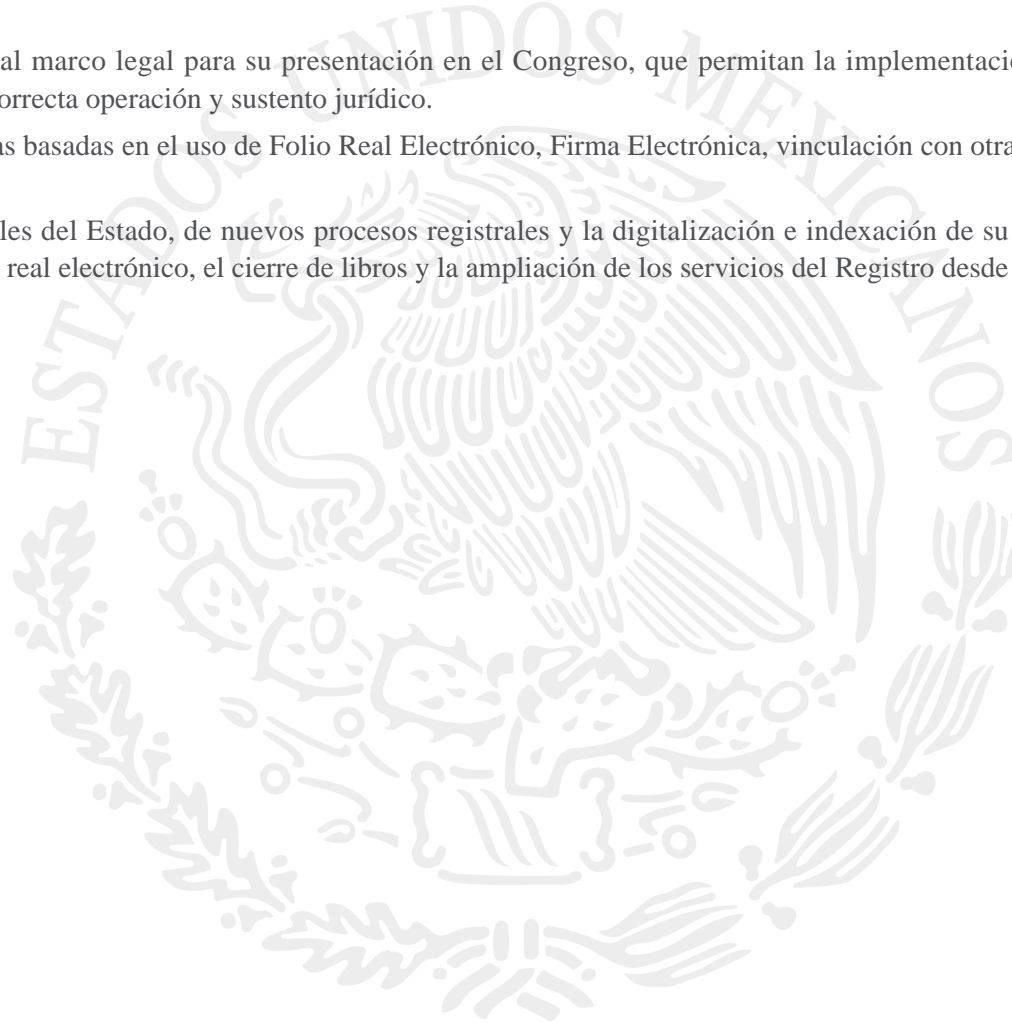 al marco legal para su presentación en el Congreso, que permitan la implementació
orrecta operación y sustento jurídico.
as basadas en el uso de Folio Real Electrónico, Firma Electrónica, vinculación con otra
les del Estado, de nuevos procesos registrales y la digitalización e indexación de su
real electrónico, el cierre de libros y la ampliación de los servicios del Registro desde
ESTADOS UNIDOS MEXICANOS